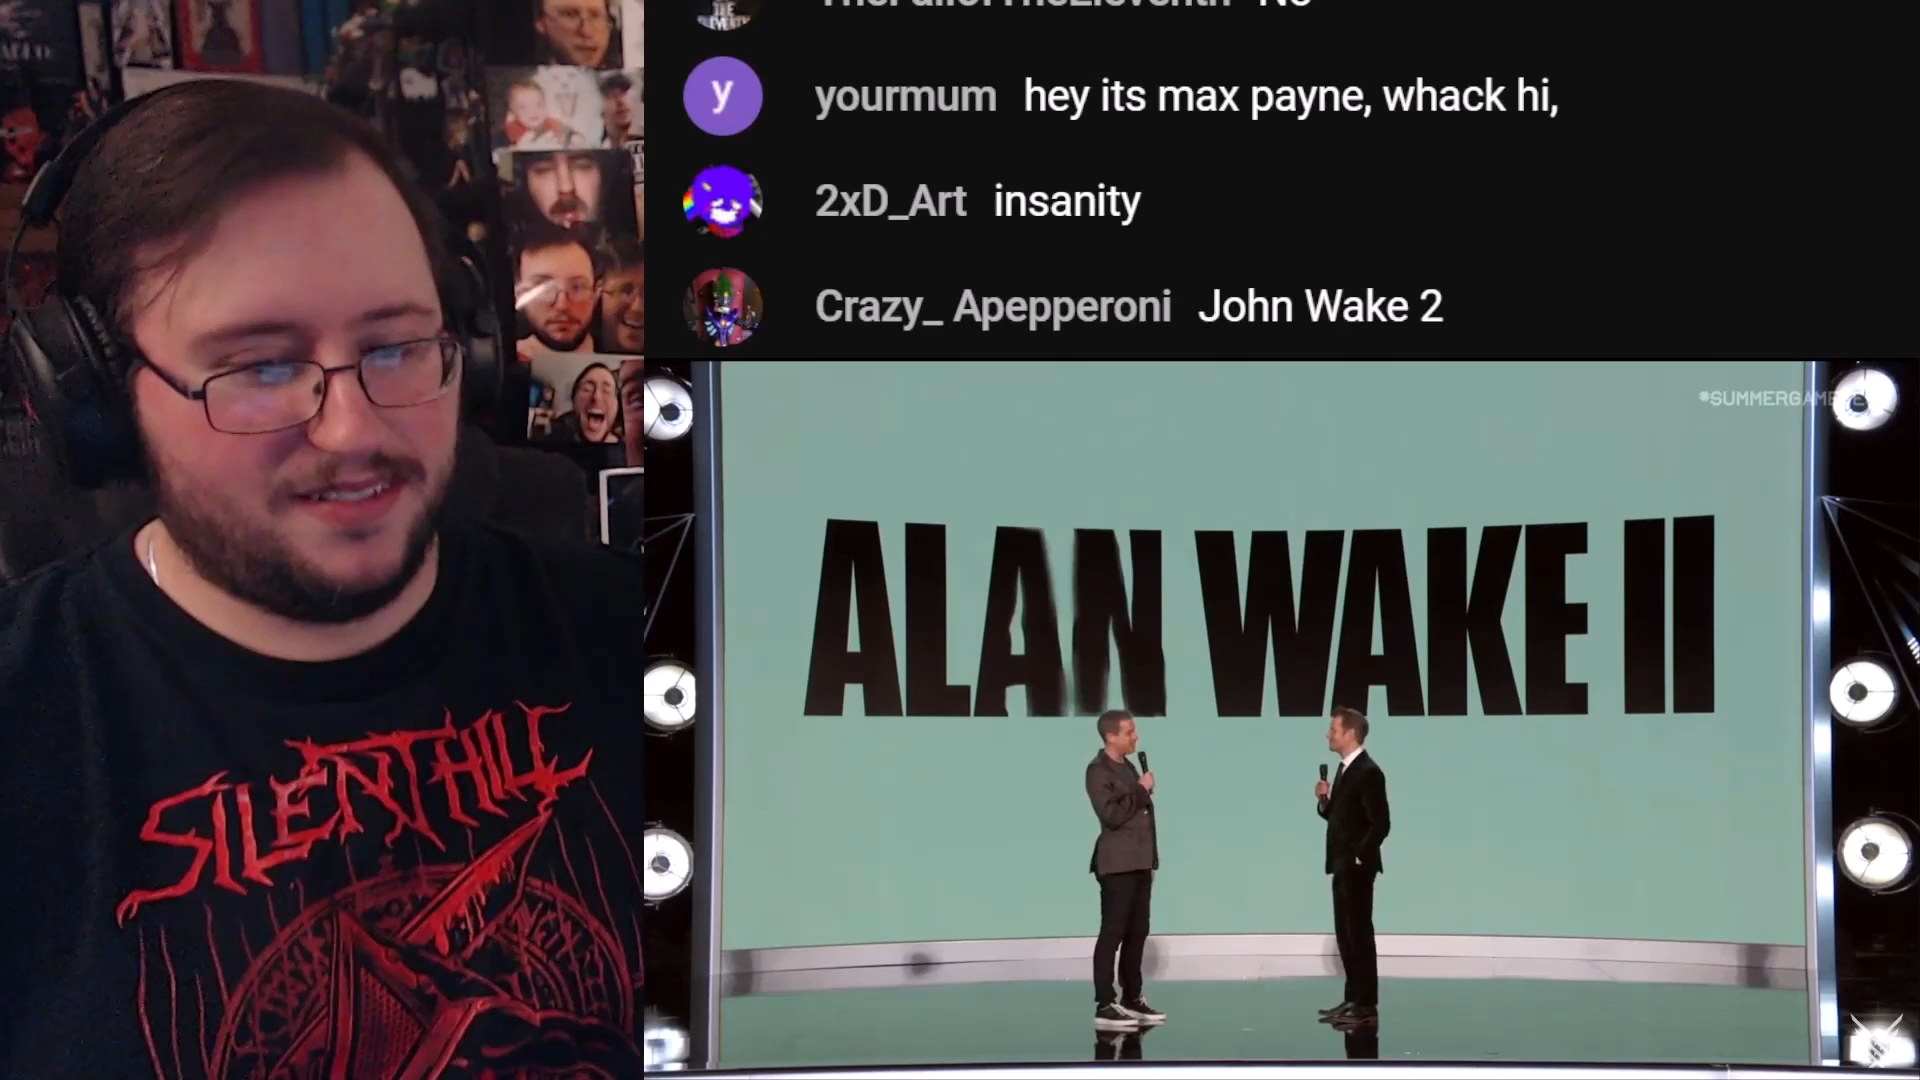 No
yourmum hey its max payne, whack hi,
2xD_Art insanity
Crazy_ Apepperoni John Wake 2
#SUMMERGAME
ALAN WAKE II
SILENT HILL